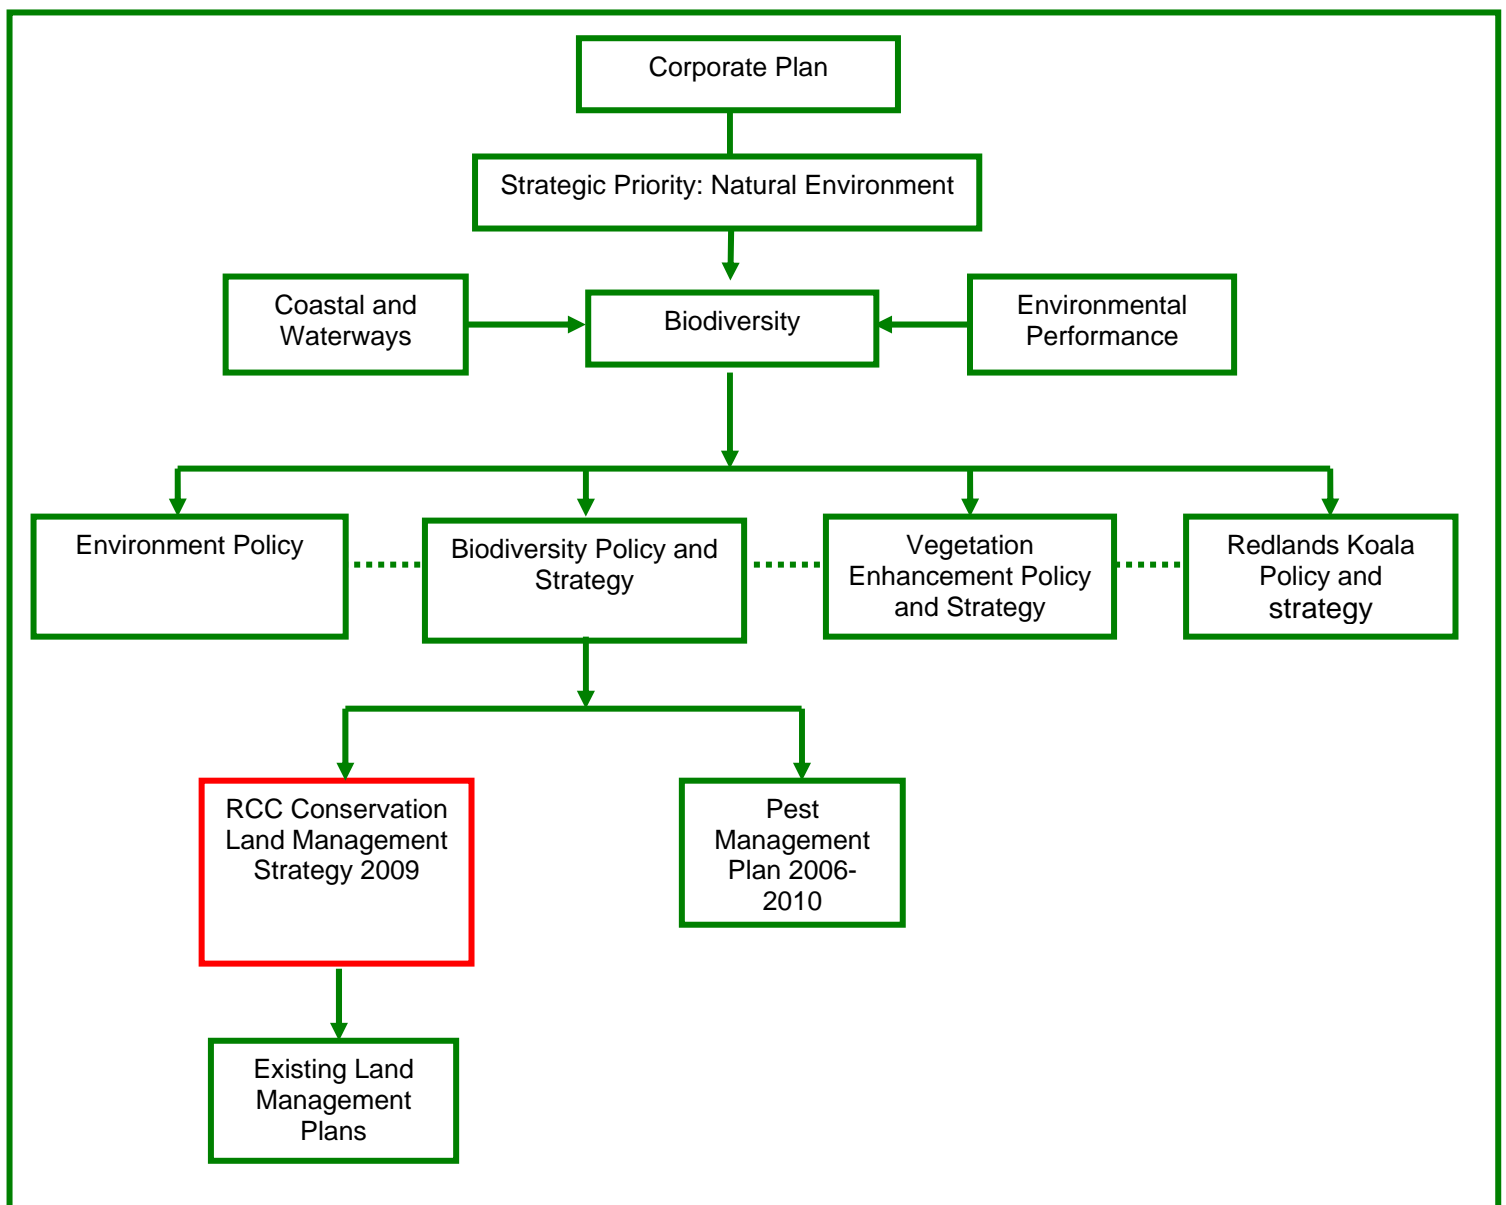 Corporate Plan
Strategic Priority: Natural Environment
Coastal and
Waterways
Biodiversity
Environmental
Performance
Environment Policy
Biodiversity Policy and
Strategy
Vegetation
Enhancement Policy
and Strategy
Redlands Koala
Policy and
strategy
RCC Conservation
Land Management
Strategy 2009
Pest
Management
Plan 2006-
2010
Existing Land
Management
Plans